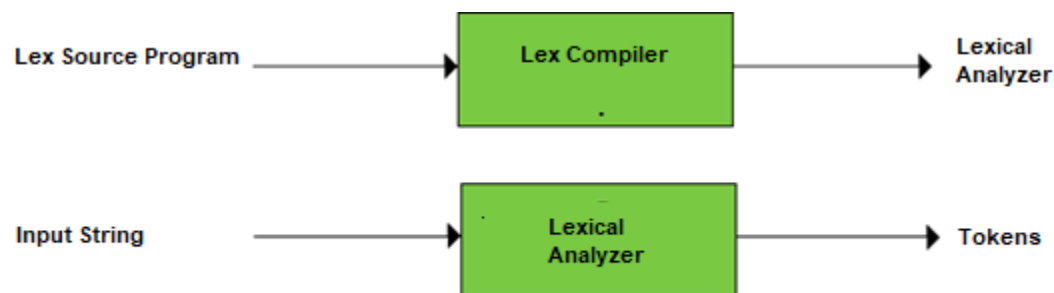 Lex Source Program
Lex Compiler
Lexical
Analyzer
Input String
Lexical
Analyzer
Tokens